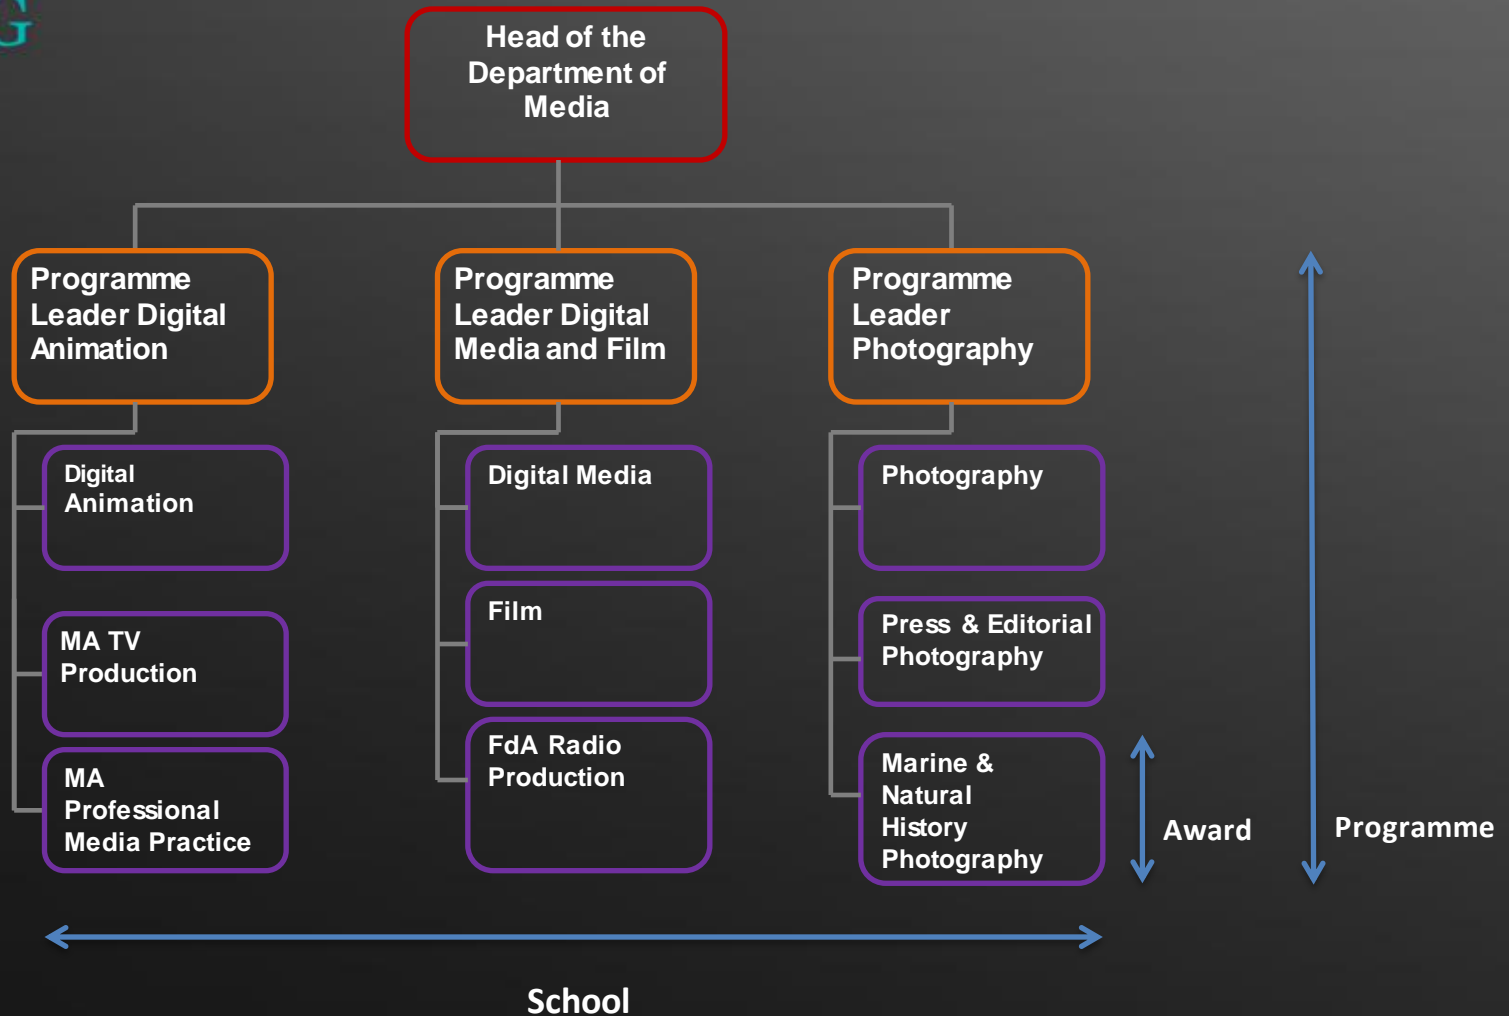 G
Head of the
Department of
Media
Programme
Leader Digital
Animation
Programme
Leader Digital
Media and Film
Programme
Leader
Photography
Digital
Animation
MA TV
Production
MA
Professional
Media Practice
Digital Media
Film
FdA Radio
Production
Photography
Press & Editorial
Photography
Marine &
Natural
History
Photography
Award
Programme
School